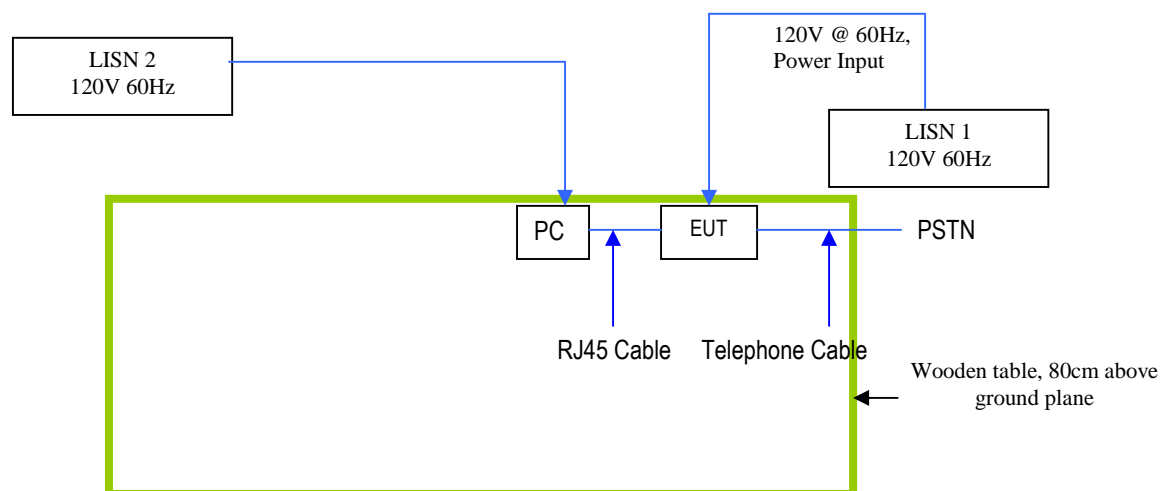 LISN 2
120V 60Hz
120V @ 60Hz,
Power Input
LISN 1
120V 60Hz
PC
EUT
PSTN
RJ45 Cable
Telephone Cable
Wooden table, 80cm above
ground plane